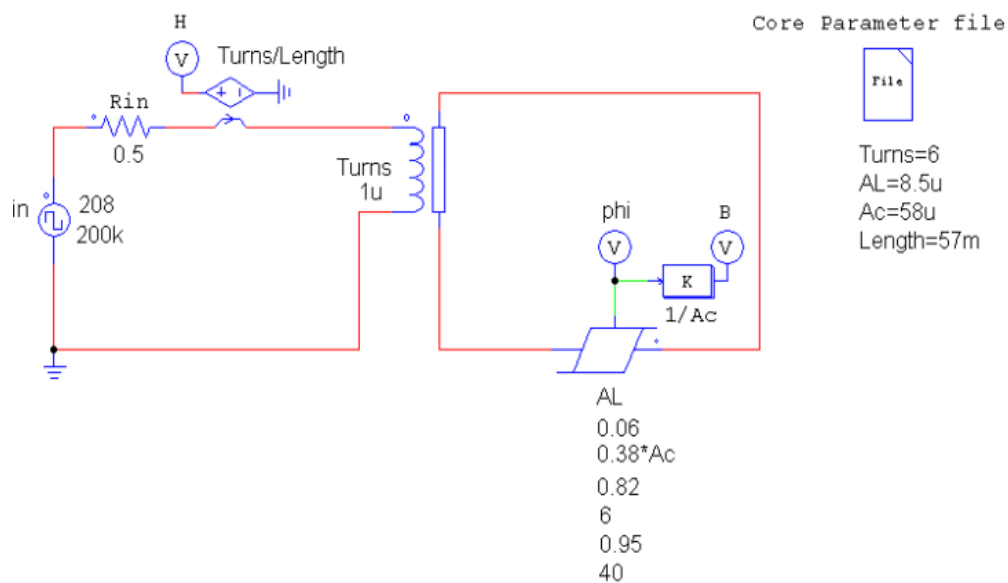 H
V
Turns/Length
+ -
Core Parameter file
File
Rin
0.5
Turns
1u
in
208
200k
Turns=6
AL=8.5u
Ac=58u
Length=57m
phi
B
V
V
K
1/Ac
AL
0.06
0.38*Ac
0.82
6
0.95
40